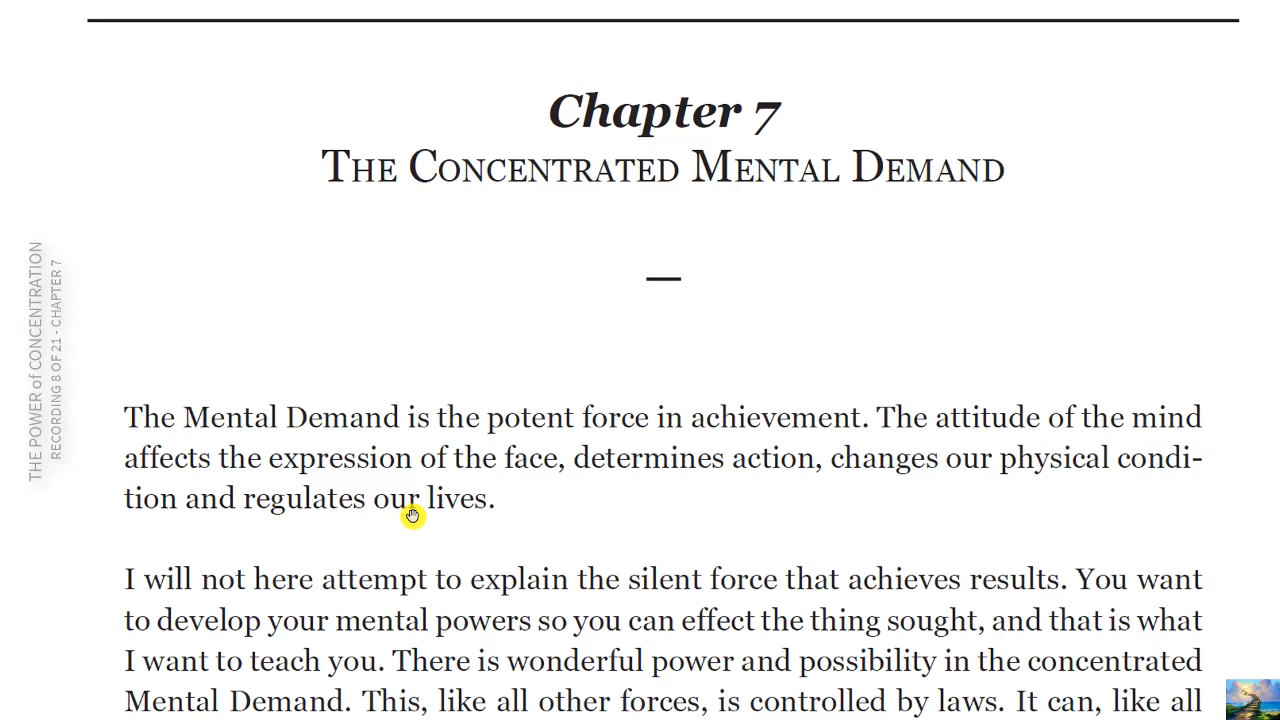 Chapter 7
THE CONCENTRATED MENTAL DEMAND
—
THE POWER of CONCENTRATION
RECORDING 8 OF 21 - CHAPTER 7
The Mental Demand is the potent force in achievement. The attitude of the mind
affects the expression of the face, determines action, changes our physical condi-
tion and regulates our lives.
I will not here attempt to explain the silent force that achieves results. You want
to develop your mental powers so you can effect the thing sought, and that is what
I want to teach you. There is wonderful power and possibility in the concentrated
Mental Demand. This, like all other forces, is controlled by laws. It can, like all